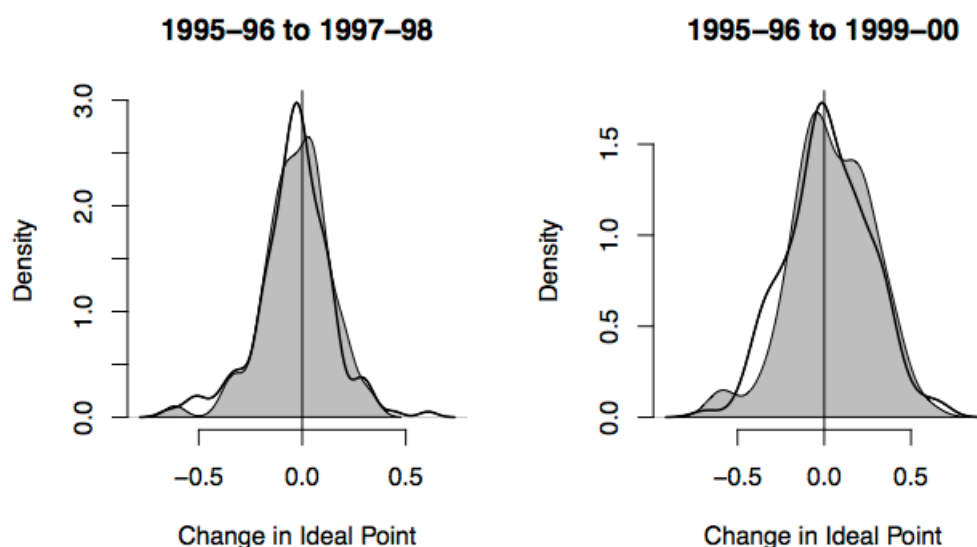 1995–96 to 1997–98
Density
3.0
2.0
1.0
0.0
−0.5 0.0 0.5
Change in Ideal Point
1995–96 to 1999–00
Density
1.5
1.0
0.5
0.0
−0.5 0.0 0.5
Change in Ideal Point